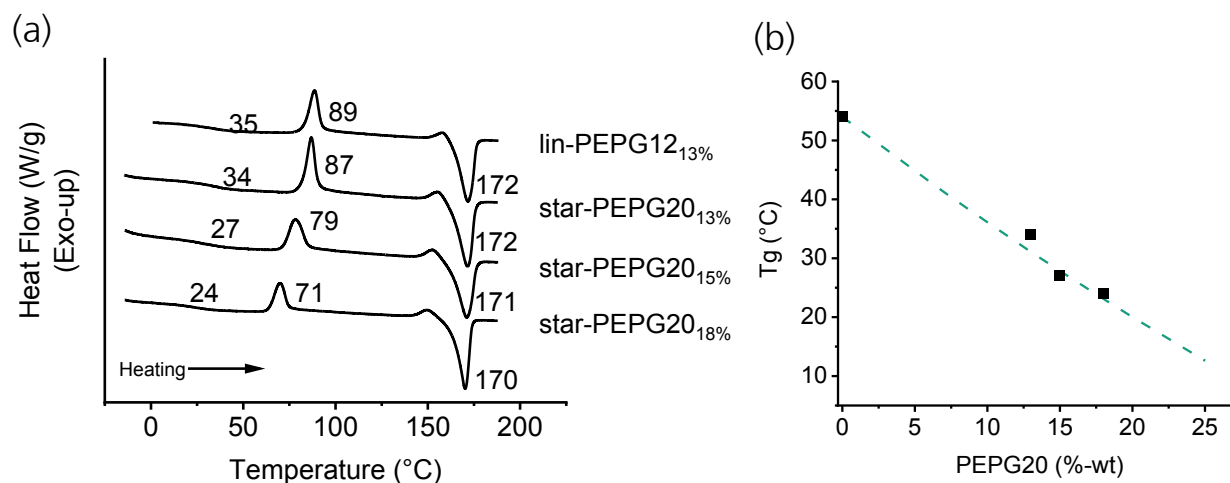 (a)
Heat Flow (W/g)
(Exo-up)
35
89
lin-PEPG12₁₃%
34
87
172
star-PEPG20₁₃%
27
79
172
star-PEPG20₁₅%
24
71
171
star-PEPG20₁₈%
170
Heating
0 50 100 150 200
Temperature (°C)
(b)
Tg (°C)
60
50
40
30
20
10
0 5 10 15 20 25
PEPG20 (%-wt)